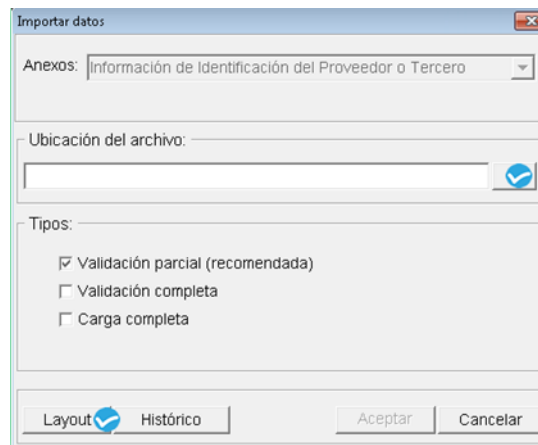 Importar datos
Anexos: Información de Identificación del Proveedor o Tercero
Ubicación del archivo:
Tipos:
Validación parcial (recomendada)
Validación completa
Carga completa
Layout Histórico Aceptar Cancelar